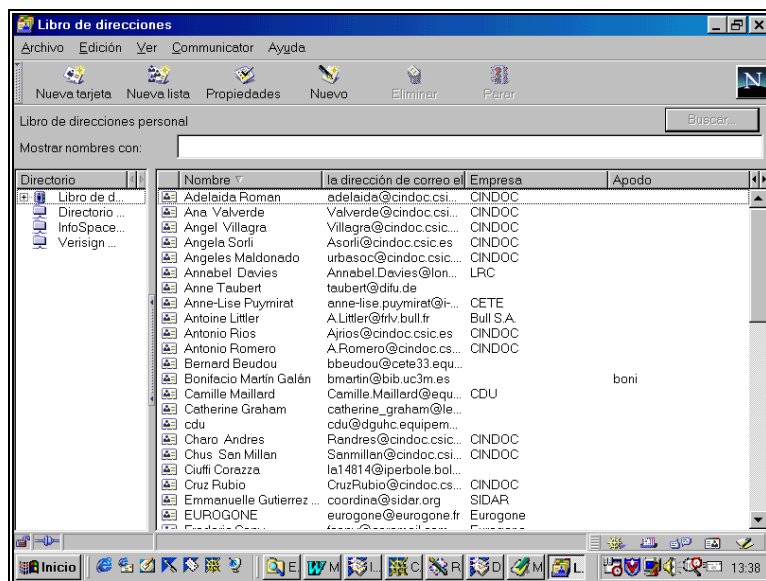 Libro de direcciones
Archivo Edición Ver Communicator Ayuda
Nueva tarjeta Nueva lista Propiedades Nuevo Eliminar Parar
Libro de direcciones personal Buscar...
Mostrar nombres con:
Directorio Nombre la dirección de correo el Empresa Apodo
Libro de d... Adelaida Roman adelaida@cindoc.csi... CINDOC
Directorio ... Ana Valverde Valverde@cindoc.csi... CINDOC
InfoSpace... Angel Villagra Villagra@cindoc.csic.... CINDOC
Verisign ... Angela Sorli Asorli@cindoc.csic.es CINDOC
Angeles Maldonado urbasoc@cindoc.csic.... CINDOC
Annabel Davies Annabel.Davies@lon... LRC
Anne Taubert taubert@difu.de
Anne-Lise Puymirat anne-lise.puymirat@i-... CETE
Antoine Littler A.Littler@frlv.bull.fr Bull S.A.
Antonio Rios Ajrios@cindoc.csic.es CINDOC
Antonio Romero A.Romero@cindoc.cs... CINDOC
Bernard Beudou bbeudou@cete33.equ...
Bonifacio Martín Galán bmartin@bib.uc3m.es boni
Camille Maillard Camille.Maillard@equ... CDU
Catherine Graham catherine_graham@le...
cdu cdu@dguhc.equipem...
Charo Andres Randres@cindoc.csic... CINDOC
Chus San Millan Sanmillan@cindoc.csi... CINDOC
Ciuffi Corazza la14814@iperbole.bol...
Cruz Rubio CruzRubio@cindoc.cs... CINDOC
Emmanuelle Gutierrez ... coordina@sidar.org SIDAR
EUROGONE eurogone@eurogone.fr Eurogone
Inicio E. M I... C R D M L... 13:38